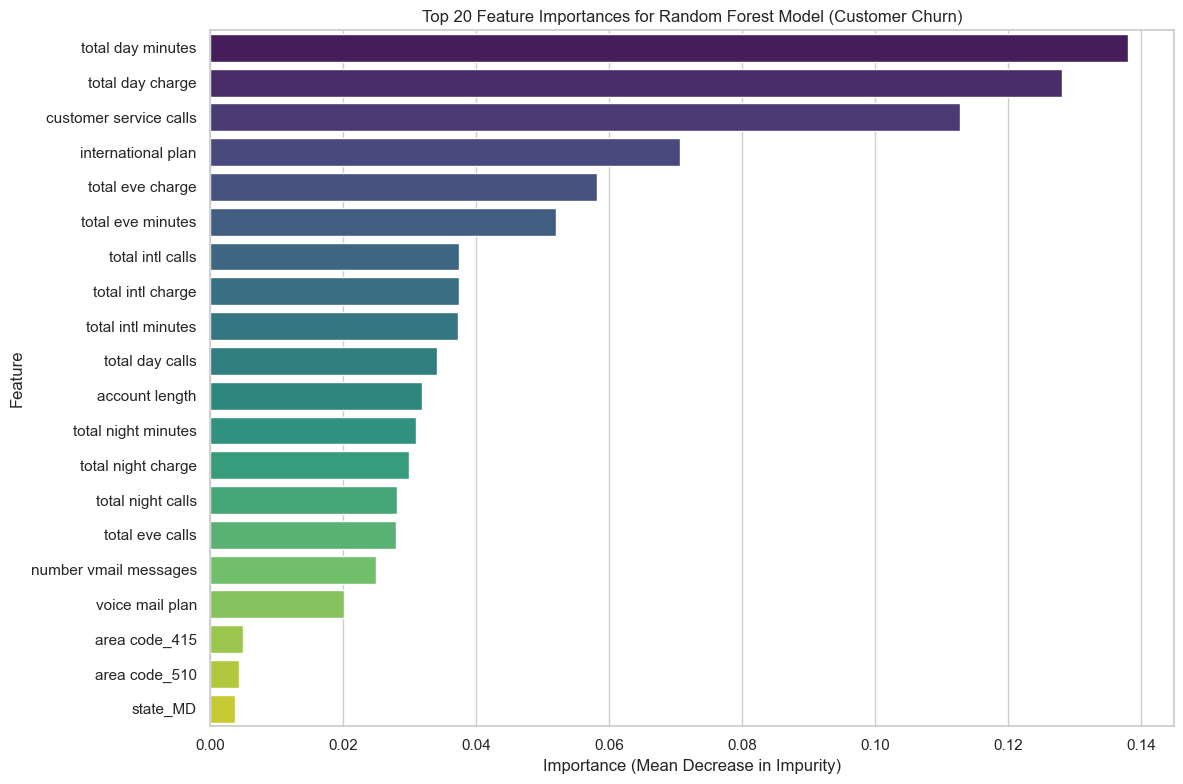 Top 20 Feature Importances for Random Forest Model (Customer Churn)
total day minutes
total day charge
customer service calls
international plan
total eve charge
total eve minutes
total intl calls
total intl charge
total intl minutes
total day calls
account length
total night minutes
total night charge
total night calls
total eve calls
number vmail messages
voice mail plan
area code_415
area code_510
state_MD
Feature
0.00 0.02 0.04 0.06 0.08 0.10 0.12 0.14
Importance (Mean Decrease in Impurity)